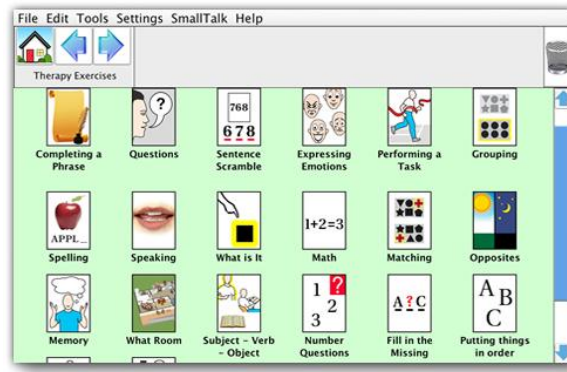 File Edit Tools Settings SmallTalk Help
Therapy Exercises
?
768
678
Completing a
Phrase
Questions
Sentence
Scramble
Expressing
Emotions
Performing a
Task
Grouping
APPL_
1+2=3
Spelling
Speaking
What is It
Math
Matching
Opposites
1 ?
2
3
A ? C
A B
C
Memory
What Room
Subject - Verb
- Object
Number
Questions
Fill in the
Missing
Putting things
in order